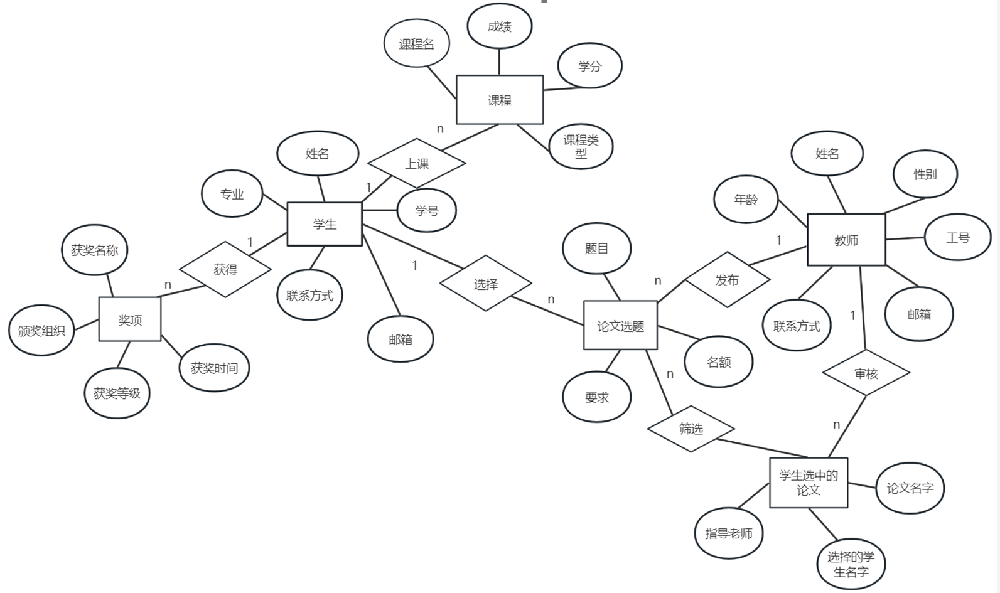 成绩
课程名
学分
课程
n
课程类
型
姓名
上课
姓名
性别
1
专业
学号
年龄
学生
教师
工号
1
1
获奖名称
题目
获得
1
发布
n
n
选择
联系方式
n
奖项
论文选题
联系方式
邮箱
1
颁奖组织
邮箱
名额
获奖时间
n
审核
获奖等级
要求
n
筛选
学生选中的
论文
论文名字
指导老师
选择的学
生名字